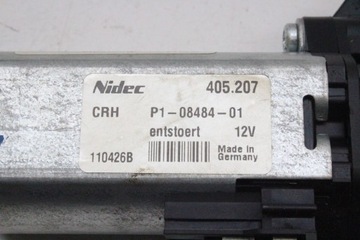 Nidec 405.207
CRH P1-08484-01
entstoert 12V
110426B Made in
Germany